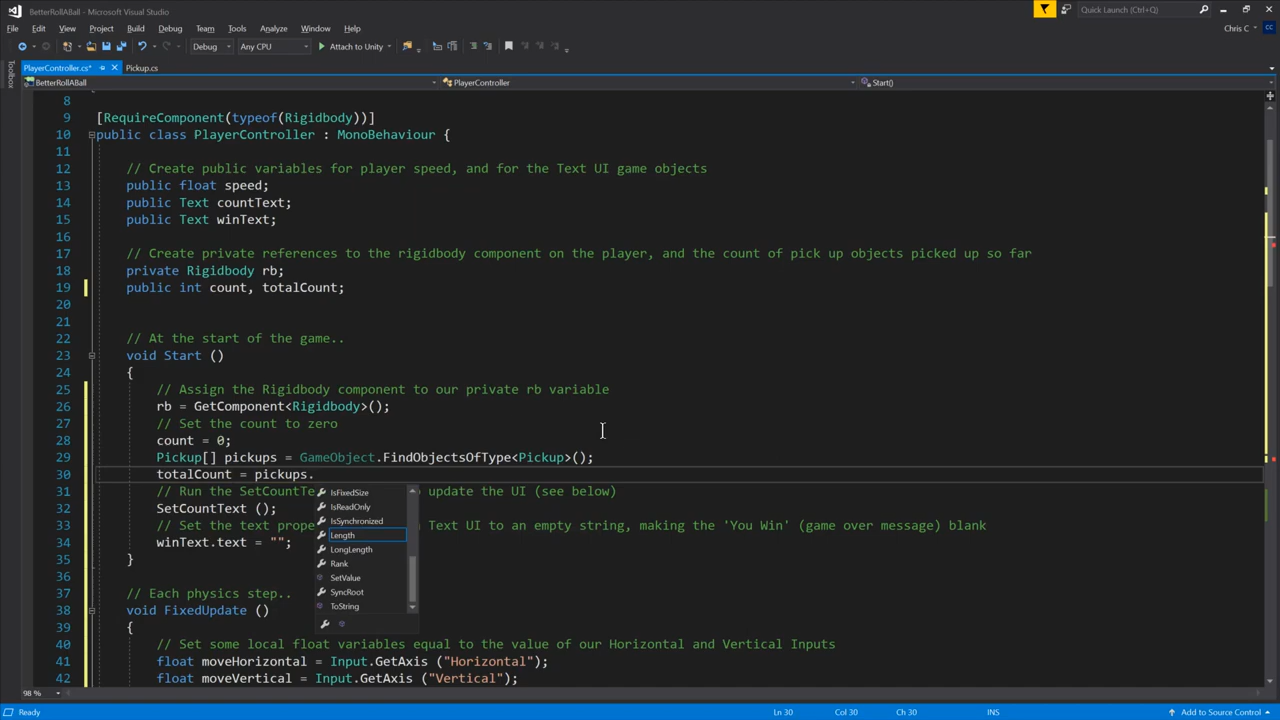 BetterRollABall
Quick Launch (Ctrl+Q)
File Edit View Project Build Debug Team Tools Analyze Window Help
Chris C
CC
Debug Any CPU Attach to Unity
Toolbox
PlayerController.cs* Pickup.cs
BetterRollABall PlayerController Start()
8
9 [RequireComponent(typeof(Rigidbody))]
10 public class PlayerController : MonoBehaviour {
11
12 // Create public variables for player speed, and for the Text UI game objects
13 public float speed;
14 public Text countText;
15 public Text winText;
16
17 // Create private references to the rigidbody component on the player, and the count of pick up objects picked up so far
18 private Rigidbody rb;
19 public int count, totalCount;
20
21
22 // At the start of the game..
23 void Start ()
24 {
25 // Assign the Rigidbody component to our private rb variable
26 rb = GetComponent<Rigidbody>();
27 // Set the count to zero
28 count = 0;
29 Pickup[] pickups = GameObject.FindObjectsOfType<Pickup>();
30 totalCount = pickups.
31 // Run the SetCountTe update the UI (see below)
32 SetCountText ();
33 // Set the text prope Text UI to an empty string, making the 'You Win' (game over message) blank
34 winText.text = "";
35 }
36
37 // Each physics step..
38 void FixedUpdate ()
39 {
40 // Set some local float variables equal to the value of our Horizontal and Vertical Inputs
41 float moveHorizontal = Input.GetAxis ("Horizontal");
42 float moveVertical = Input.GetAxis ("Vertical");
IsFixedSize
IsReadOnly
IsSynchronized
Length
LongLength
Rank
SetValue
SyncRoot
ToString
98 %
Ready Ln 30 Col 30 Ch 30 INS Add to Source Control